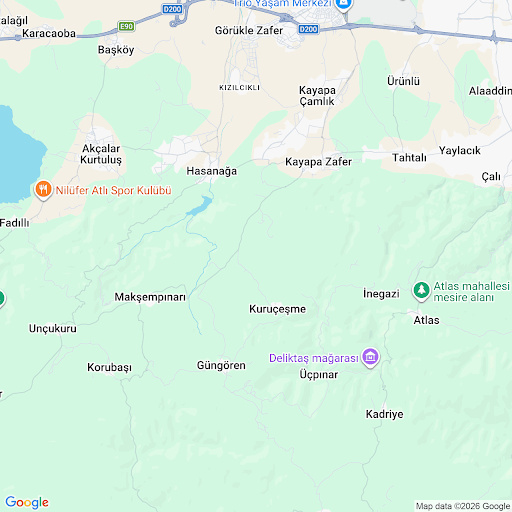 Trio Yaşam Merkezi
D200
E90
Karacaoba
Görükle Zafer
D200
Başköy
KIZILCIKLI
Kayapa
Çamlık
Ürünlü
Alaaddin
Akçalar
Kurtuluş
Hasanağa
Kayapa Zafer
Tahtalı
Yaylacık
Çalı
Nilüfer Atlı Spor Kulübü
Fadıllı
Makşempınarı
İnegazi
Atlas mahallesi
mesire alanı
Kuruçeşme
Atlas
Unçukuru
Korubaşı
Güngören
Deliktaş mağarası
Üçpınar
Kadriye
Google
Map data ©2026 Google